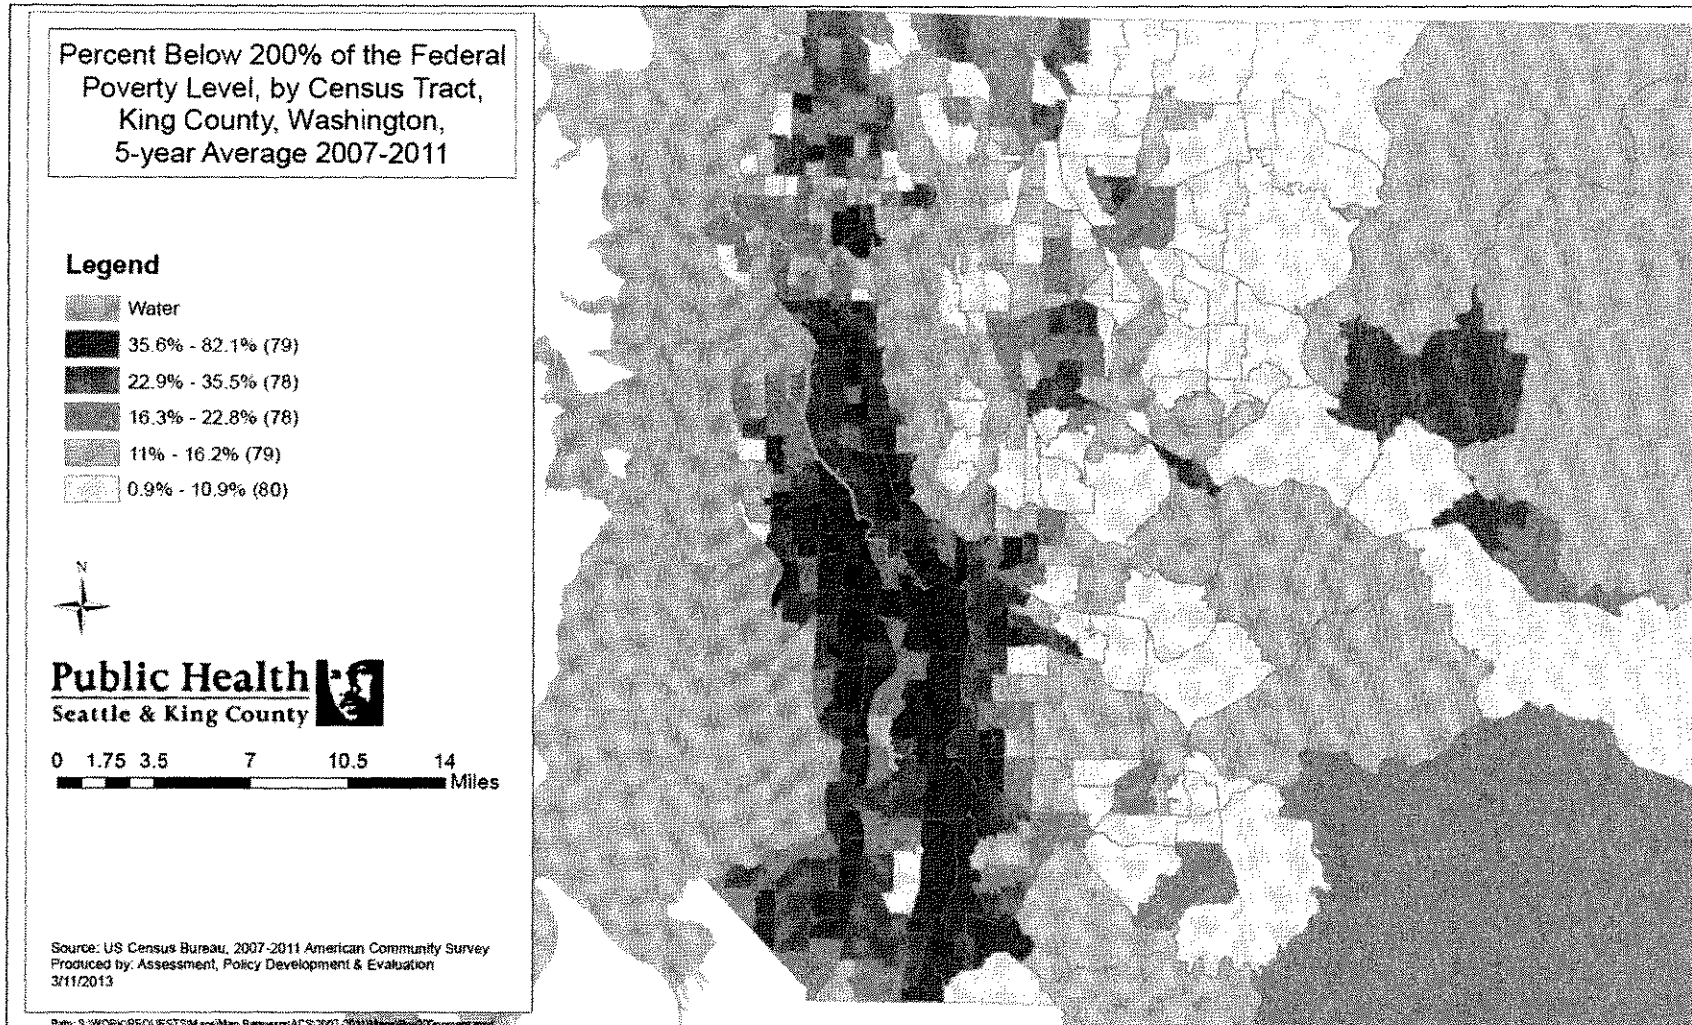 Percent Below 200% of the Federal
Poverty Level, by Census Tract,
King County, Washington,
5-year Average 2007-2011
Legend
Water
35.6% - 82.1% (79)
22.9% - 35.5% (78)
16.3% - 22.8% (78)
11% - 16.2% (79)
0.9% - 10.9% (80)
N
Public Health
Seattle & King County
0 1.75 3.5 7 10.5 14
Miles
Source: US Census Bureau, 2007-2011 American Community Survey
Produced by: Assessment, Policy Development & Evaluation
3/11/2013